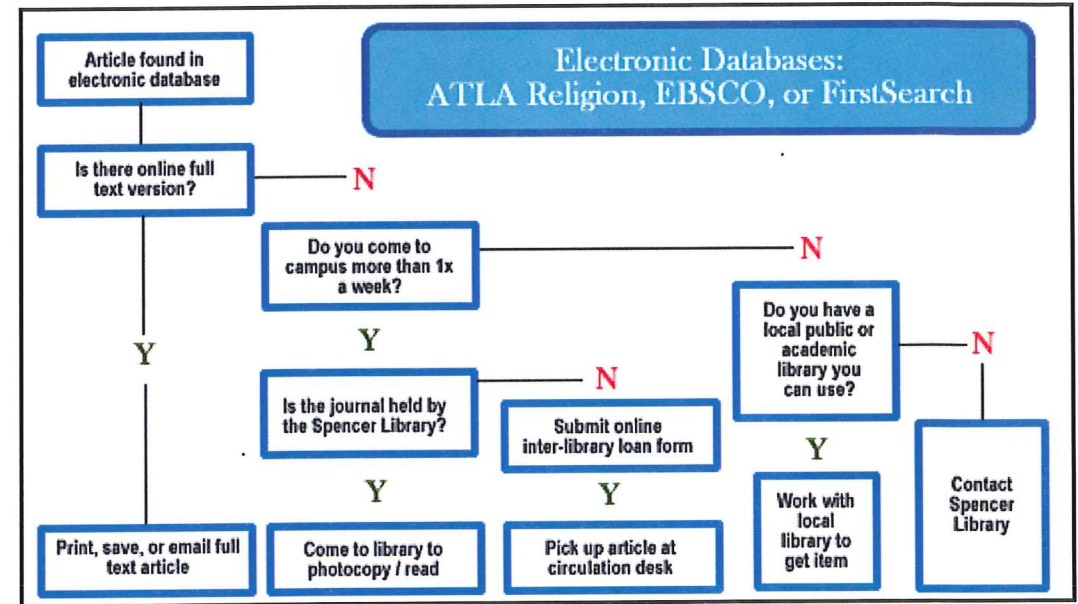 Article found in
electronic database
Electronic Databases:
ATLA Religion, EBSCO, or FirstSearch
Is there online full
text version?
N
Do you come to
campus more than 1x
a week?
N
Do you have a
local public or
academic
library you
can use?
N
Y
Y
Is the journal held by
the Spencer Library?
N
Submit online
inter-library loan form
Y
Contact
Spencer
Library
Y
Y
Work with
local
library to
get item
Print, save, or email full
text article
Come to library to
photocopy / read
Pick up article at
circulation desk